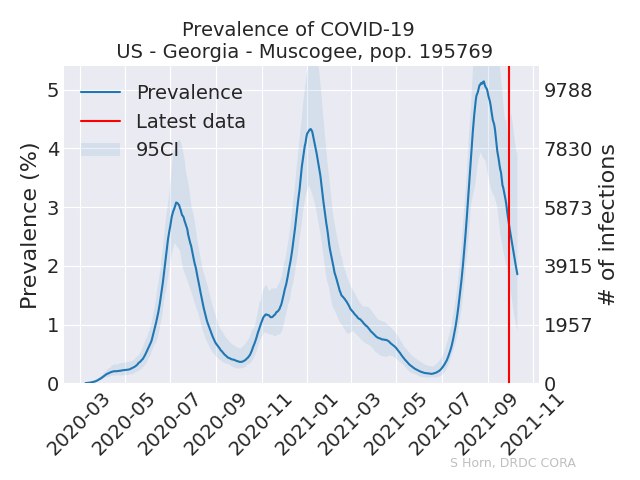 Prevalence of COVID-19
US - Georgia - Muscogee, pop. 195769
Prevalence
Latest data
95CI
Prevalence (%)
5
4
3
2
1
0
9788
7830
5873
3915
1957
0
# of infections
2020-03
2020-05
2020-07
2020-09
2020-11
2021-01
2021-03
2021-05
2021-07
2021-09
2021-11
S Horn, DRDC CORA